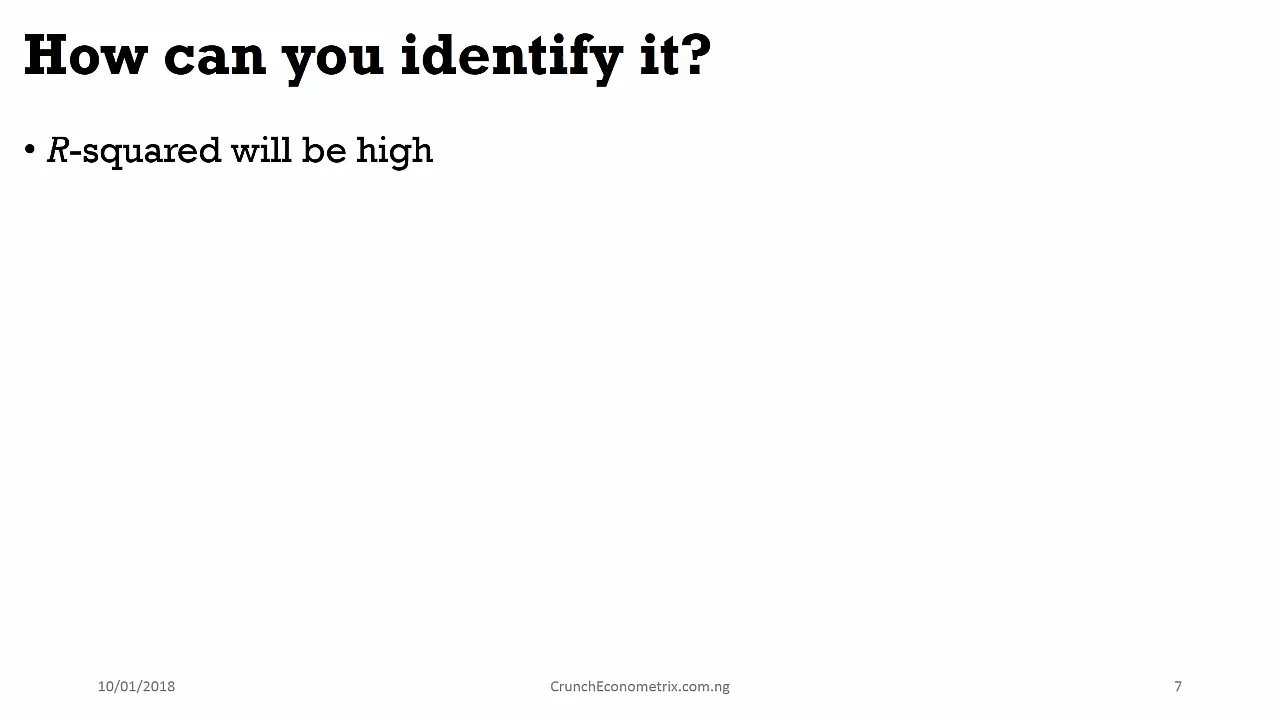 How can you identify it?
• R-squared will be high
10/01/2018
CrunchEconometrix.com.ng
7